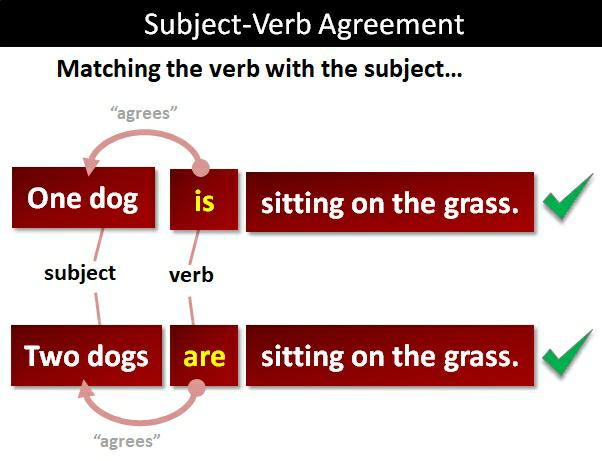 Subject-Verb Agreement
Matching the verb with the subject...
“agrees”
One dog is sitting on the grass.
subject verb
Two dogs are sitting on the grass.
“agrees”